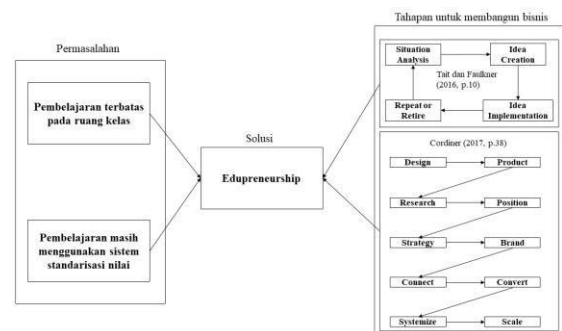 Permasalahan
Pembelajaran terbatas
pada ruang kelas
Pembelajaran masih
menggunakan sistem
standarisasi nilai
Solusi
Edupreneurship
Tahapan untuk membangun bisnis
Situation
Analysis
Idea
Creation
Tait dan Faulkner
(2016, p.10)
Repeat or
Retire
Idea
Implementation
Cordiner (2017, p.38)
Design
Product
Research
Position
Strategy
Brand
Connect
Convert
Systemize
Scale